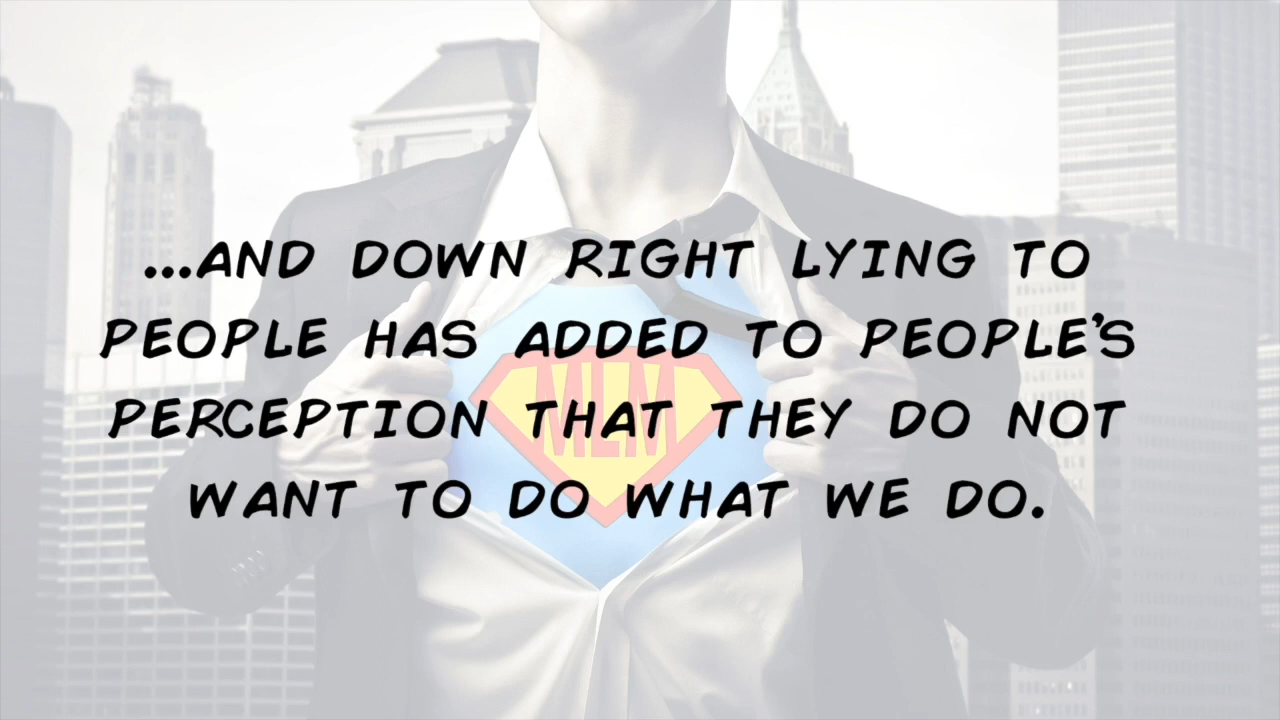 ...AND DOWN RIGHT LYING TO
PEOPLE HAS ADDED TO PEOPLE'S
PERCEPTION THAT THEY DO NOT
WANT TO DO WHAT WE DO.
MLM